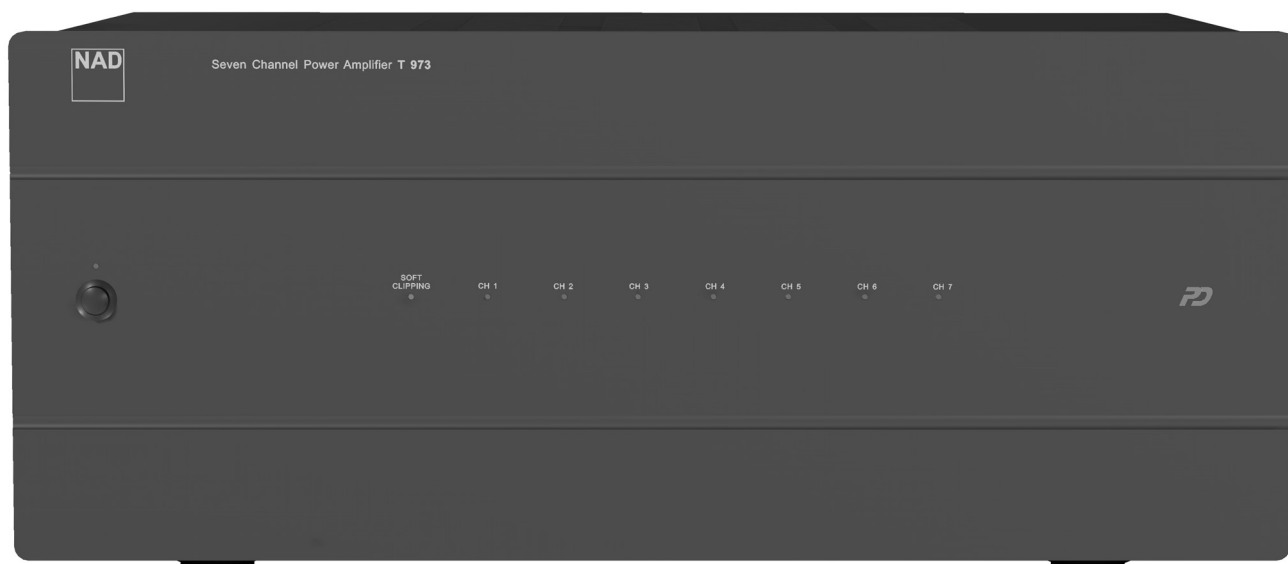 NAD
Seven Channel Power Amplifier T 973
SOFT
CLIPPING
CH 1
CH 2
CH 3
CH 4
CH 5
CH 6
CH 7
PD